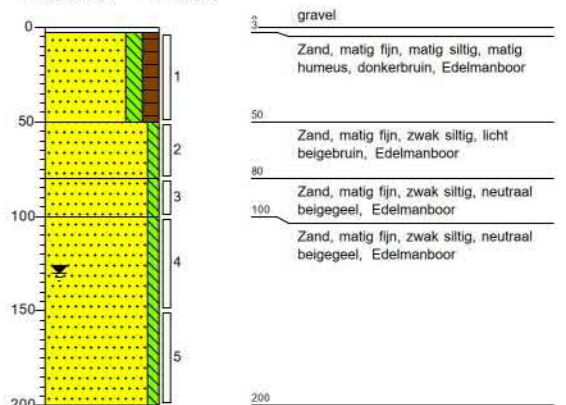 gravel
0
2
3
Zand, matig fijn, matig siltig, matig
humeus, donkerbruin, Edelmanboor
1
50
50
Zand, matig fijn, zwak siltig, licht
beigebruin, Edelmanboor
2
80
Zand, matig fijn, zwak siltig, neutraal
beigegeel, Edelmanboor
3
100
100
Zand, matig fijn, zwak siltig, neutraal
beigegeel, Edelmanboor
4
150
5
200
200